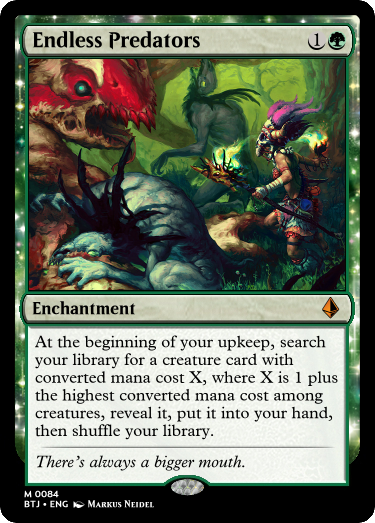 Endless Predators 1
Enchantment
At the beginning of your upkeep, search
your library for a creature card with
converted mana cost X, where X is 1 plus
the highest converted mana cost among
creatures, reveal it, put it into your hand,
then shuffle your library.
There's always a bigger mouth.
M 0084
BTJ • ENG Markus Neidel